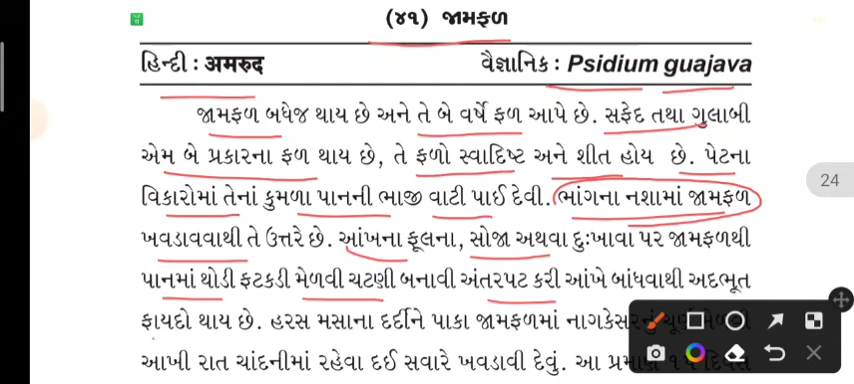 (૪૧) જામફળ
હિન્દી : अमरुद વૈજ્ઞાનિક : Psidium guajava
જામફળ બધેજ થાય છે અને તે બે વર્ષે ફળ આપે છે. સફેદ તથા ગુલાબી
એમ બે પ્રકારના ફળ થાય છે, તે ફળો સ્વાદિષ્ટ અને શીત હોય છે. પેટના
વિકારોમાં તેનાં કુમળા પાનની ભાજી વાટી પાઈ દેવી. ભાંગના નશામાં જામફળ
24
ખવડાવવાથી તે ઉત્તરે છે. આંખના ફૂલના, સોજા અથવા દુઃખાવા પર જામફળથી
પાનમાં થોડી ફટકડી મેળવી ચટણી બનાવી અંતરપટ કરી આંખે બાંધવાથી અદભૂત
ફાયદો થાય છે. હરસ મસાના દર્દીને પાકા જામફળમાં
આખી રાત ચાંદનીમાં રહેવા દઈ સવારે ખવડાવી દેવું. આ